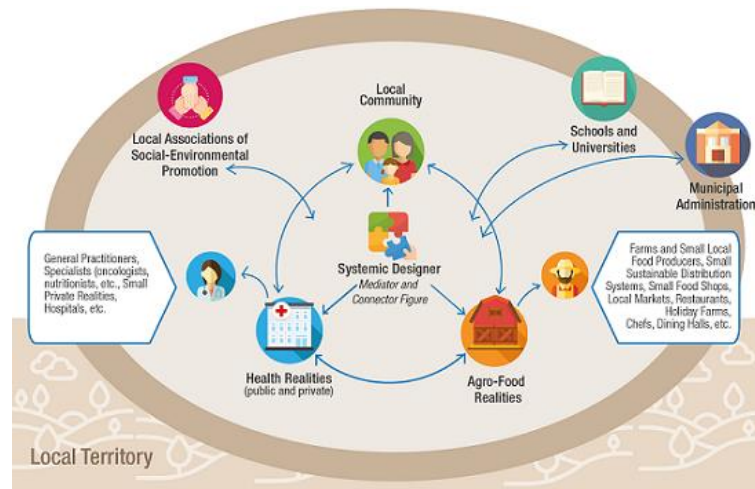 Local
Community
Local Associations of
Social-Environmental
Promotion
Schools and
Universities
Municipal
Administration
General Practitioners,
Specialists (oncologists,
nutritionists, etc., Small
Private Realities,
Hospitals, etc.
Systemic Designer
Mediator and
Connector Figure
Farms and Small Local
Food Producers, Small
Sustainable Distribution
Systems, Small Food Shops,
Local Markets, Restaurants,
Holiday Farms,
Chefs, Dining Halls, etc.
Health Realities
(public and private)
Agro-Food
Realities
Local Territory